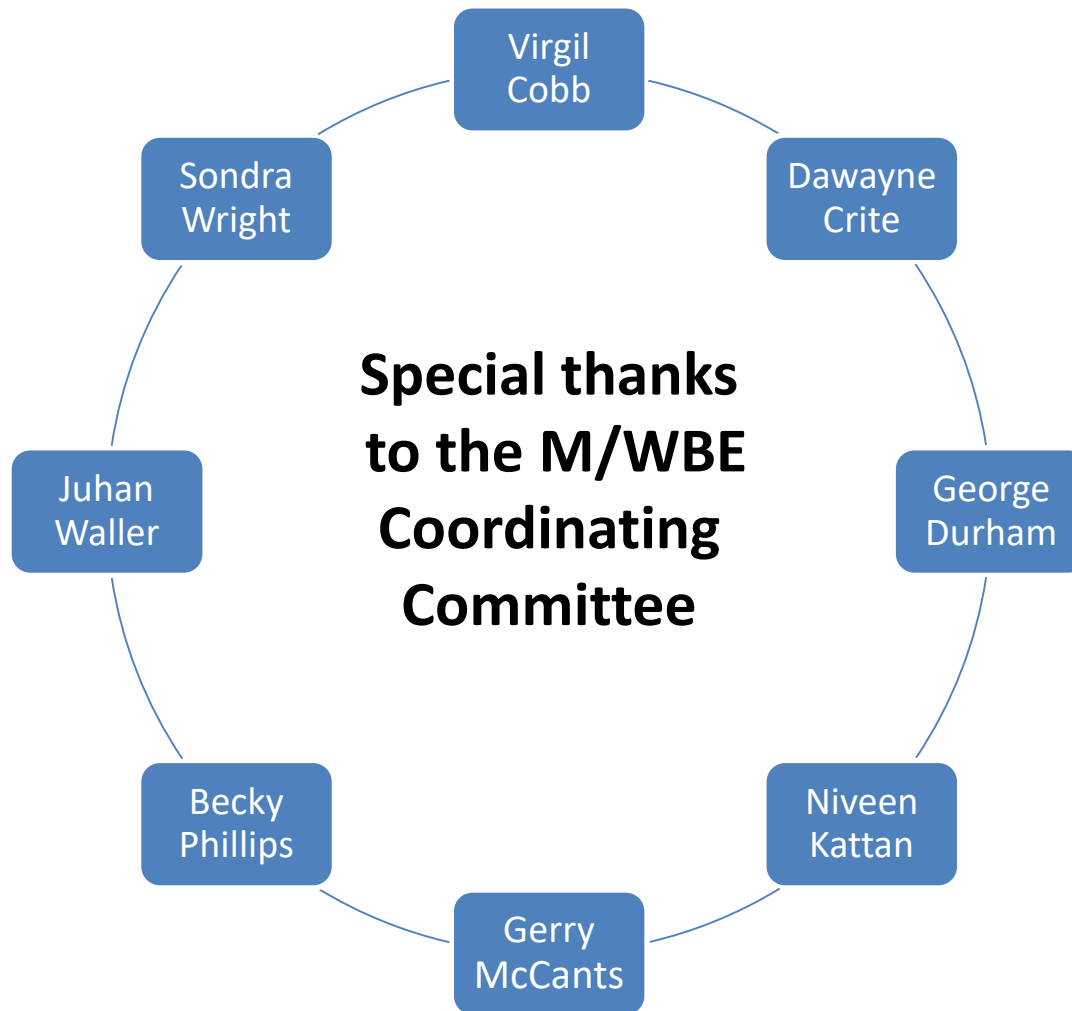 Virgil
Cobb
Dawayne
Crite
George
Durham
Niveen
Kattan
Gerry
McCants
Becky
Phillips
Juhan
Waller
Sondra
Wright
Special thanks
to the M/WBE
Coordinating
Committee